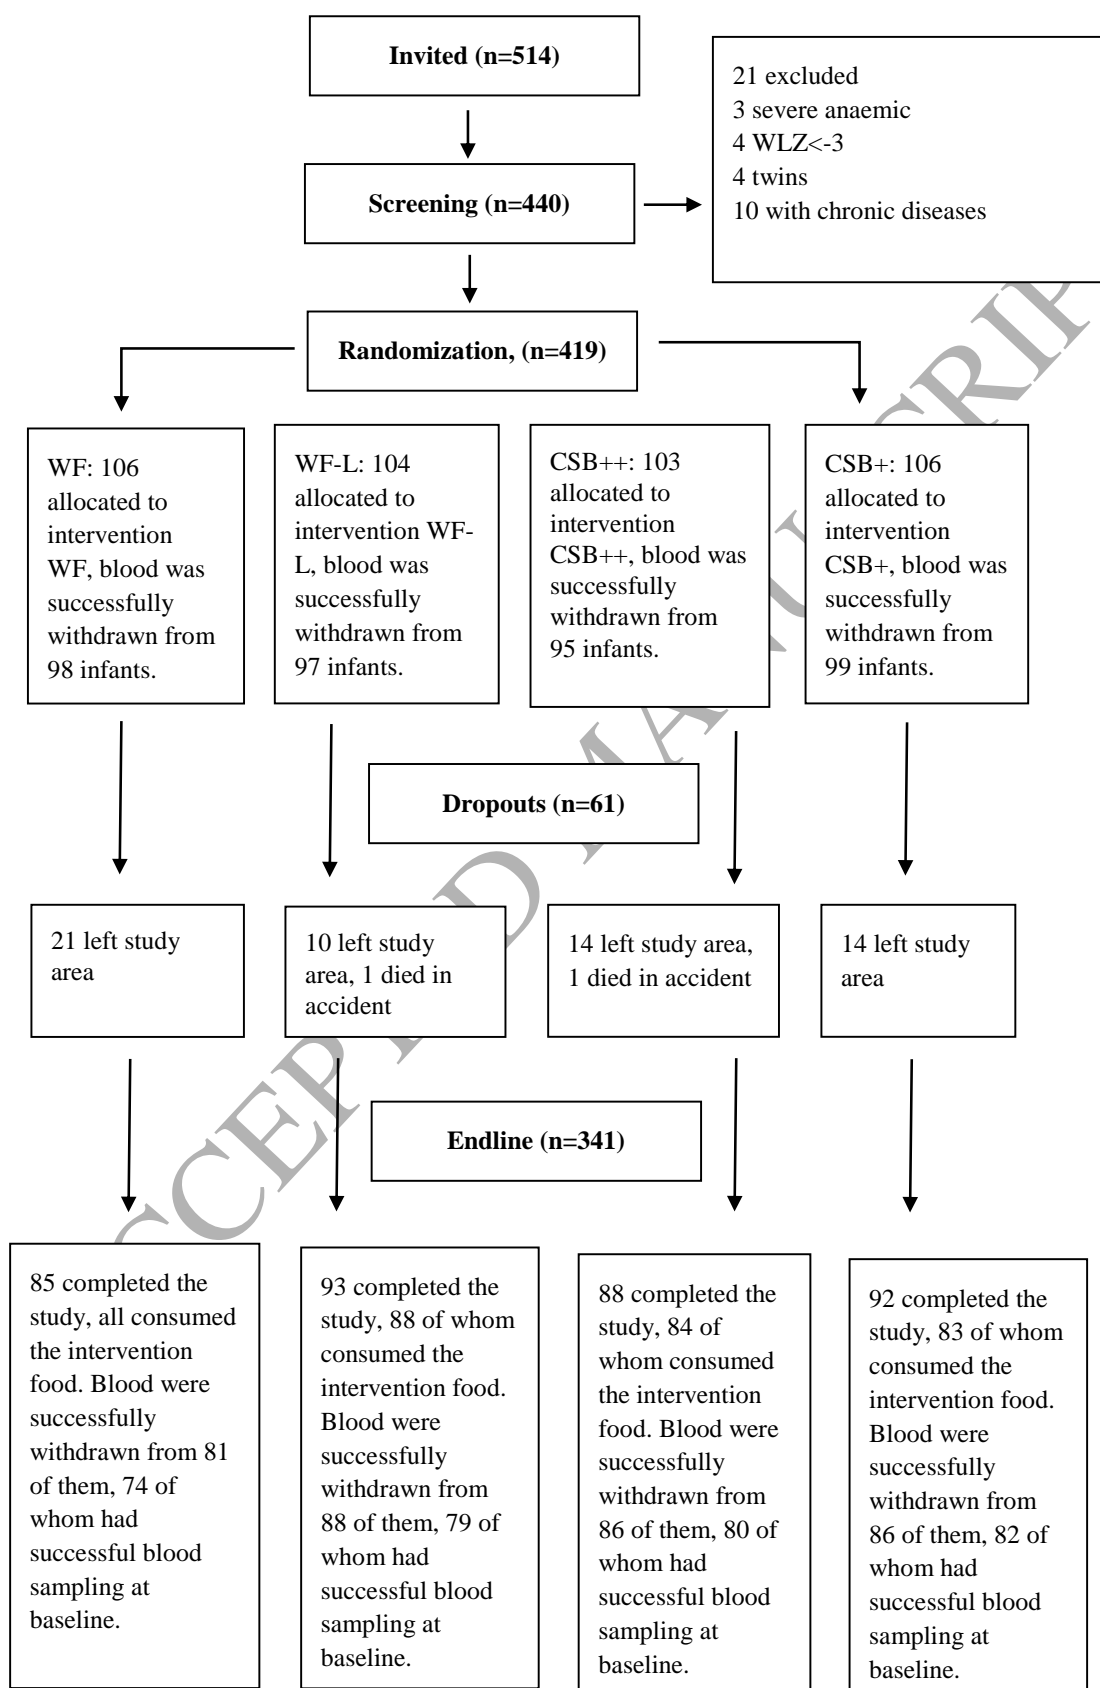 Invited (n=514)
21 excluded
3 severe anaemic
4 WLZ<-3
4 twins
10 with chronic diseases
Screening (n=440)
Randomization, (n=419)
WF: 106
allocated to
intervention
WF, blood was
successfully
withdrawn from
98 infants.
WF-L: 104
allocated to
intervention WF-
L, blood was
successfully
withdrawn from
97 infants.
CSB++: 103
allocated to
intervention
CSB++, blood was
successfully
withdrawn from
95 infants.
CSB+: 106
allocated to
intervention
CSB+, blood was
successfully
withdrawn from
99 infants.
Dropouts (n=61)
21 left study
area
10 left study
area, 1 died in
accident
14 left study area,
1 died in accident
14 left study
area
Endline (n=341)
85 completed the
study, all consumed
the intervention
food. Blood were
successfully
withdrawn from 81
of them, 74 of
whom had
successful blood
sampling at
baseline.
93 completed the
study, 88 of whom
consumed the
intervention food.
Blood were
successfully
withdrawn from
88 of them, 79 of
whom had
successful blood
sampling at
baseline.
88 completed the
study, 84 of
whom consumed
the intervention
food. Blood were
successfully
withdrawn from
86 of them, 80 of
whom had
successful blood
sampling at
baseline.
92 completed the
study, 83 of whom
consumed the
intervention food.
Blood were
successfully
withdrawn from
86 of them, 82 of
whom had
successful blood
sampling at
baseline.